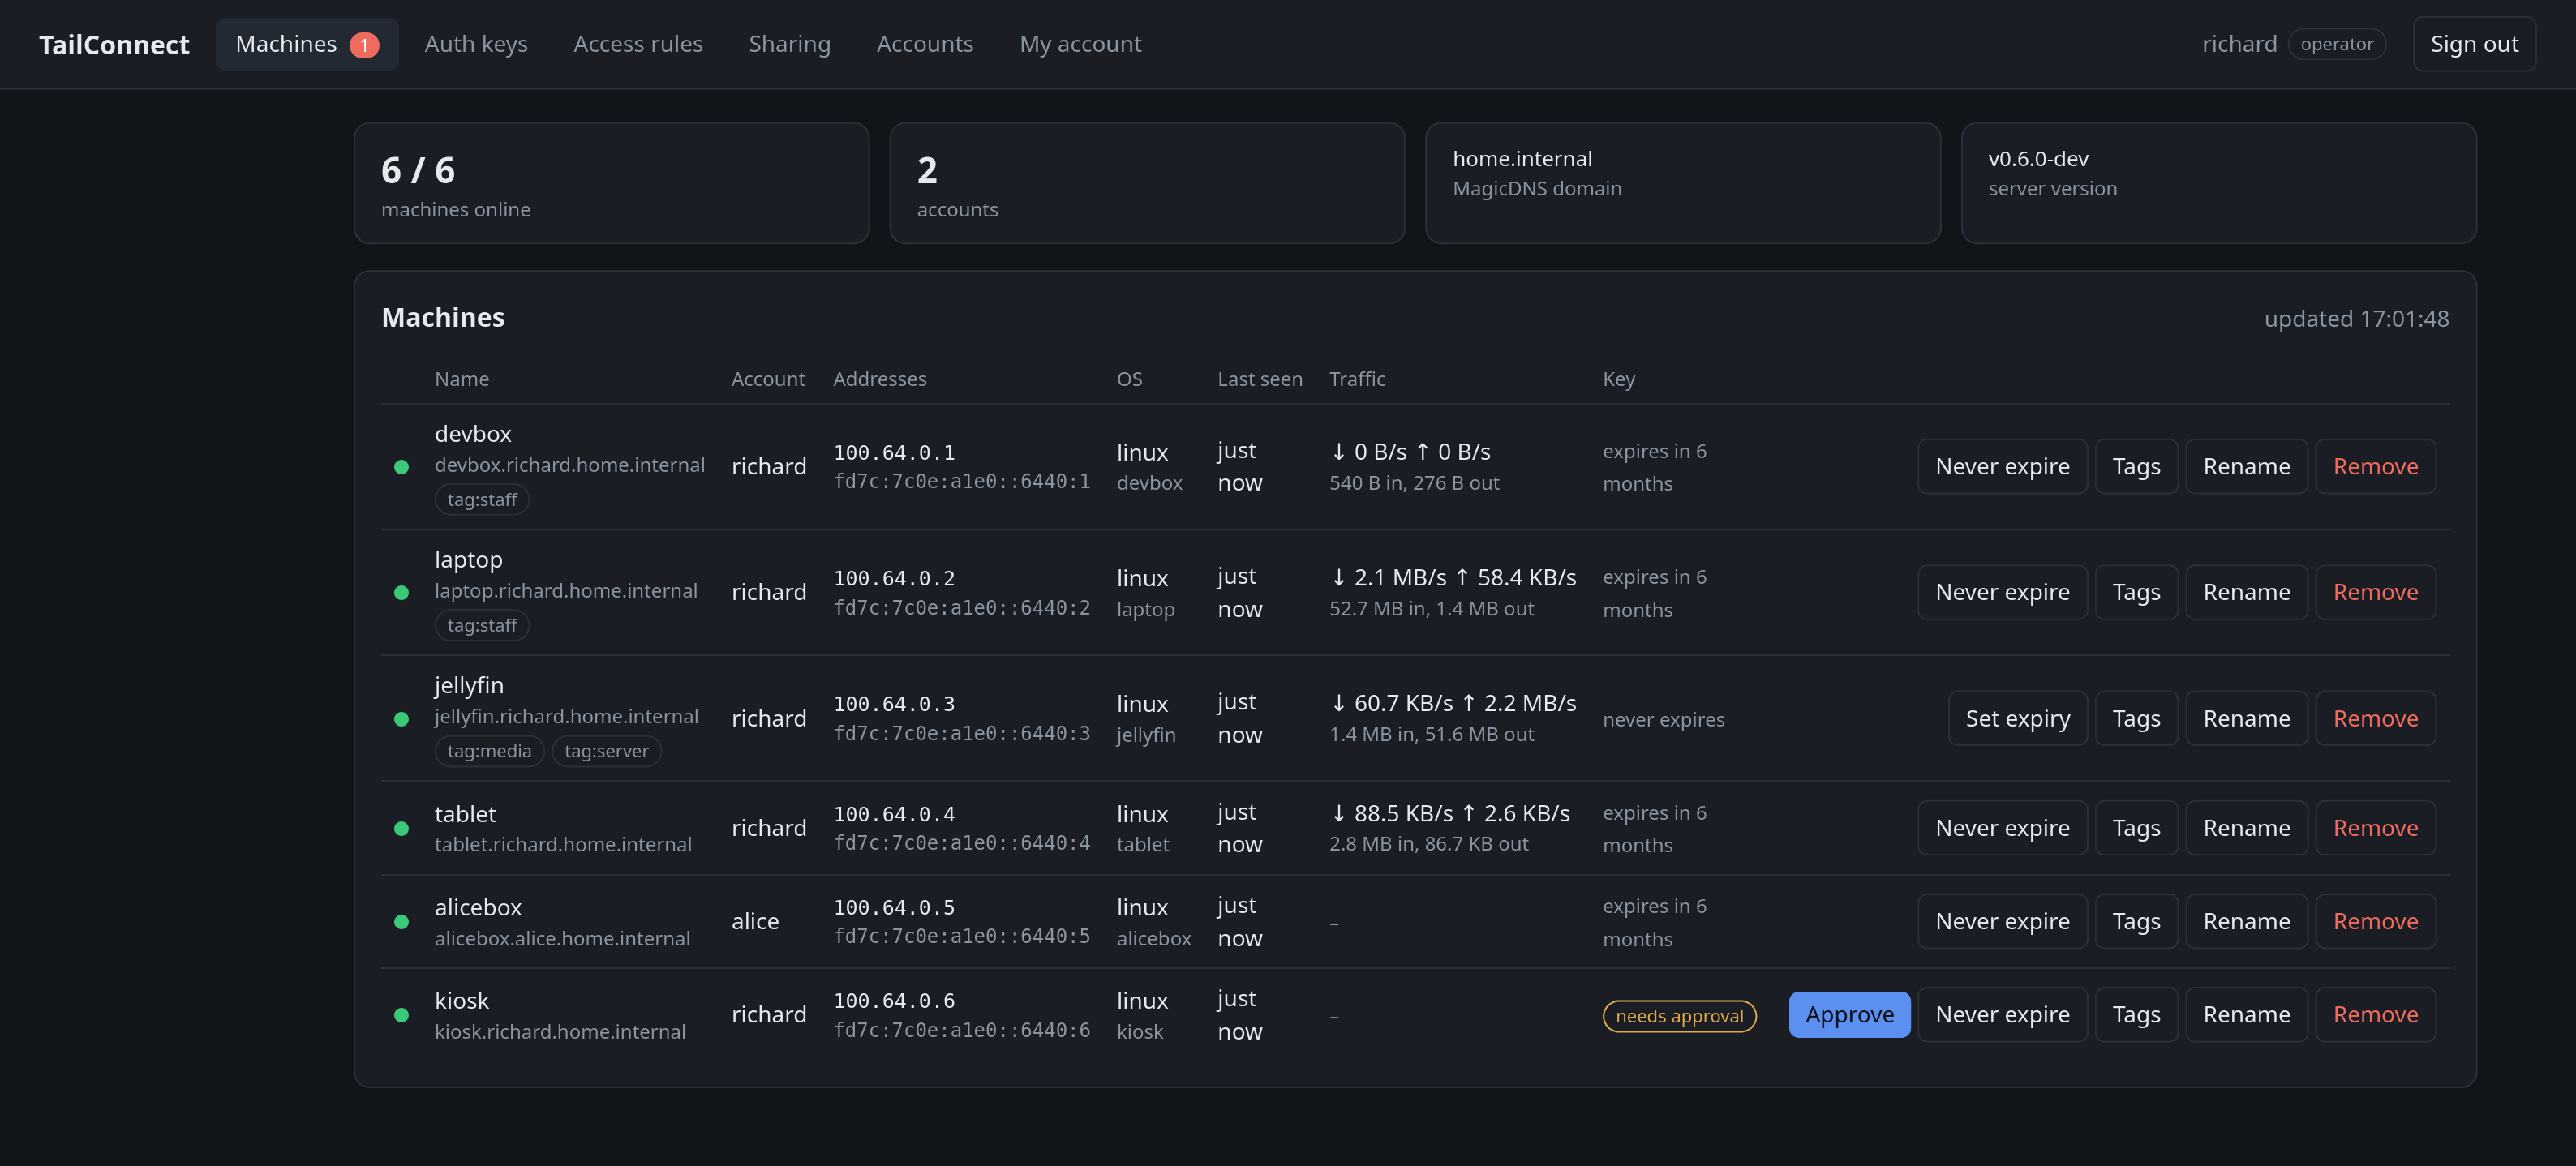 TailConnect Machines 1 Auth keys Access rules Sharing Accounts My account richard operator Sign out
6 / 6
machines online
2
accounts
home.internal
MagicDNS domain
v0.6.0-dev
server version
Machines updated 17:01:48
Name Account Addresses OS Last seen Traffic Key
devbox
devbox.richard.home.internal
tag:staff
richard
100.64.0.1
fd7c:7c0e:a1e0::6440:1
linux
devbox
just
now
↓ 0 B/s ↑ 0 B/s
540 B in, 276 B out
expires in 6
months
Never expire Tags Rename Remove
laptop
laptop.richard.home.internal
tag:staff
richard
100.64.0.2
fd7c:7c0e:a1e0::6440:2
linux
laptop
just
now
↓ 2.1 MB/s ↑ 58.4 KB/s
52.7 MB in, 1.4 MB out
expires in 6
months
Never expire Tags Rename Remove
jellyfin
jellyfin.richard.home.internal
tag:media tag:server
richard
100.64.0.3
fd7c:7c0e:a1e0::6440:3
linux
jellyfin
just
now
↓ 60.7 KB/s ↑ 2.2 MB/s
1.4 MB in, 51.6 MB out
never expires
Set expiry Tags Rename Remove
tablet
tablet.richard.home.internal
richard
100.64.0.4
fd7c:7c0e:a1e0::6440:4
linux
tablet
just
now
↓ 88.5 KB/s ↑ 2.6 KB/s
2.8 MB in, 86.7 KB out
expires in 6
months
Never expire Tags Rename Remove
alicebox
alicebox.alice.home.internal
alice
100.64.0.5
fd7c:7c0e:a1e0::6440:5
linux
alicebox
just
now
–
expires in 6
months
Never expire Tags Rename Remove
kiosk
kiosk.richard.home.internal
richard
100.64.0.6
fd7c:7c0e:a1e0::6440:6
linux
kiosk
just
now
–
needs approval
Approve Never expire Tags Rename Remove